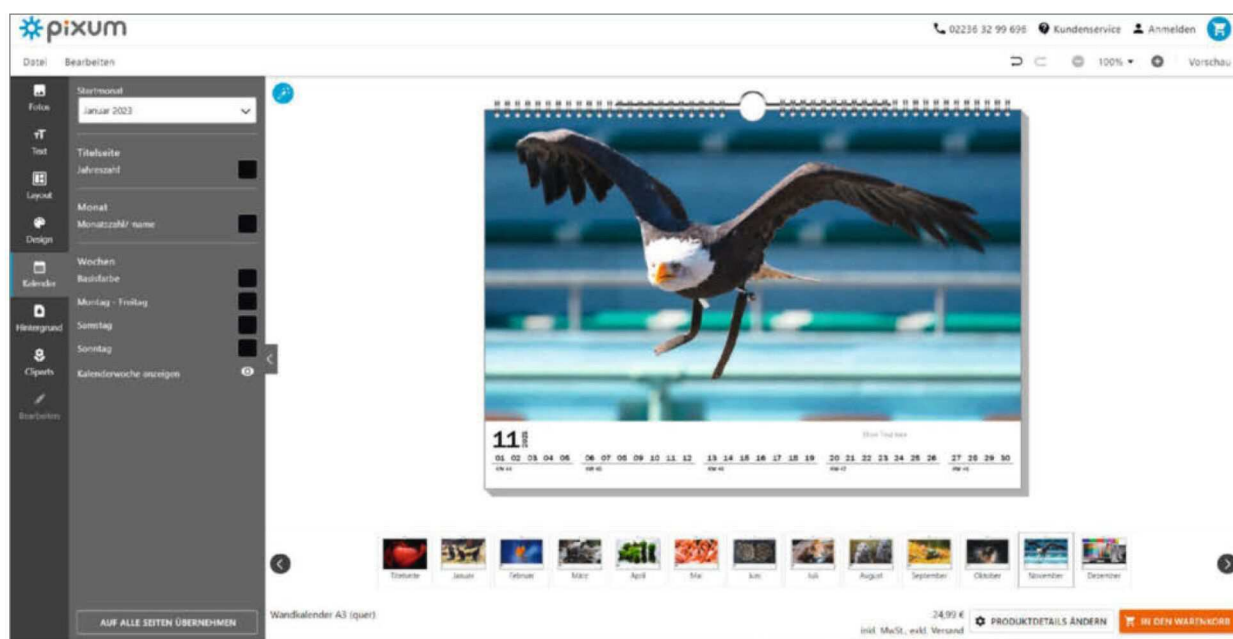 pixum
02236 32 99 696 Kundenservice Anmelden
Datei Bearbeiten 100% Vorschau
Fotos
Text
Layout
Design
Kalender
Hintergrund
Cliparts
Bearbeiten
Startmonat
Januar 2023
Titelseite
Jahreszahl
Monat
Monatszahl/-name
Wochen
Basisfarbe
Montag - Freitag
Samstag
Sonntag
Kalenderwoche anzeigen
AUF ALLE SEITEN ÜBERNEHMEN
11 2023
01 02 03 04 05 06 07 08 09 10 11 12 13 14 15 16 17 18 19 20 21 22 23 24 25 26 27 28 29 30
Titelseite Januar Februar März April Mai Juni Juli August September Oktober November Dezember
Wandkalender A3 (quer)
24,99 €
inkl. MwSt., exkl. Versand
PRODUKTDETAILS ÄNDERN
IN DEN WARENKORB